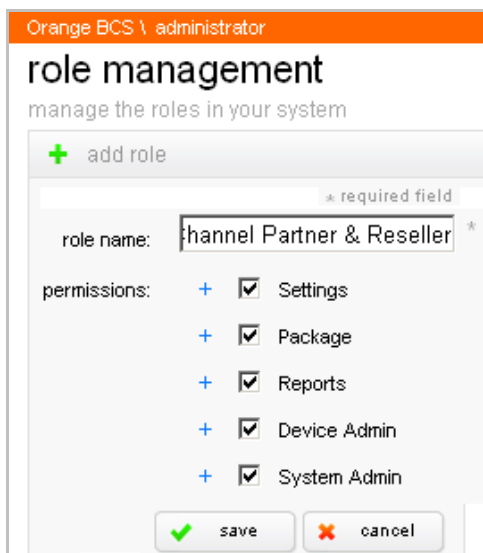 Orange BCS \ administrator
role management
manage the roles in your system
add role
* required field
role name: hannel Partner & Reseller *
permissions: + Settings
+ Package
+ Reports
+ Device Admin
+ System Admin
save cancel